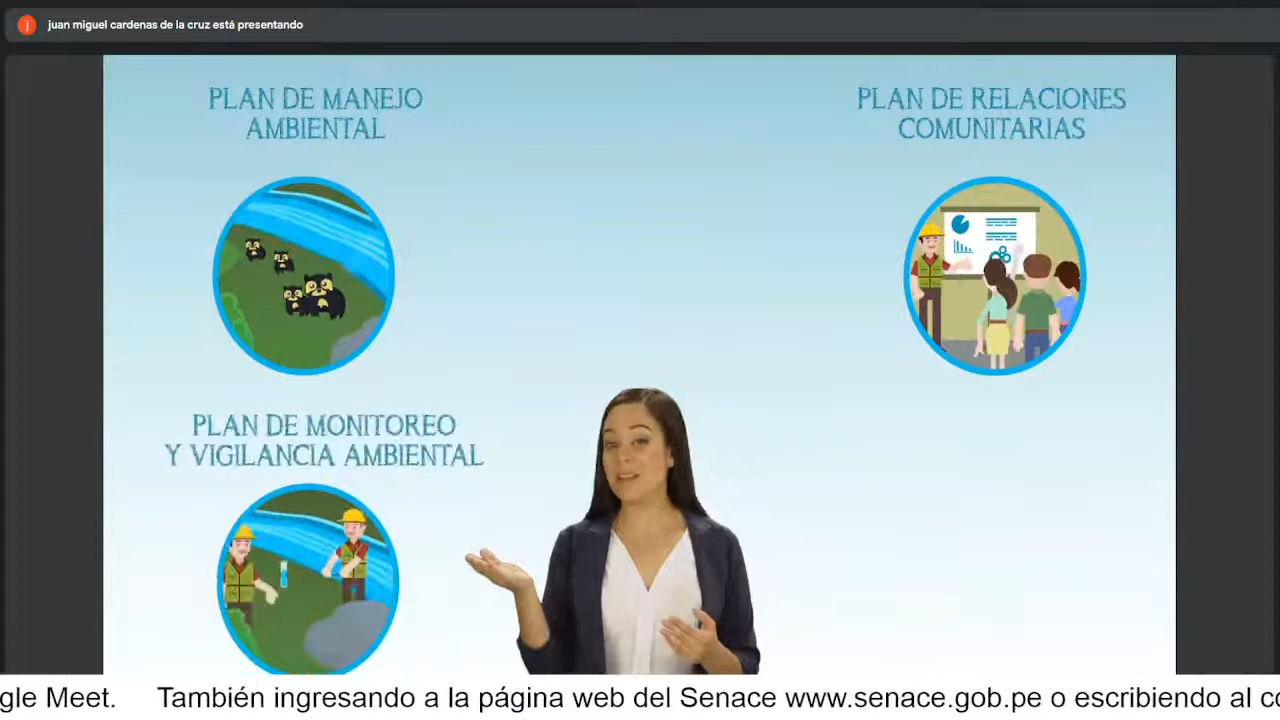 j juan miguel cardenas de la cruz está presentando
PLAN DE MANEJO
AMBIENTAL
PLAN DE RELACIONES
COMUNITARIAS
PLAN DE MONITOREO
Y VIGILANCIA AMBIENTAL
gle Meet. También ingresando a la página web del Senace www.senace.gob.pe o escribiendo al c